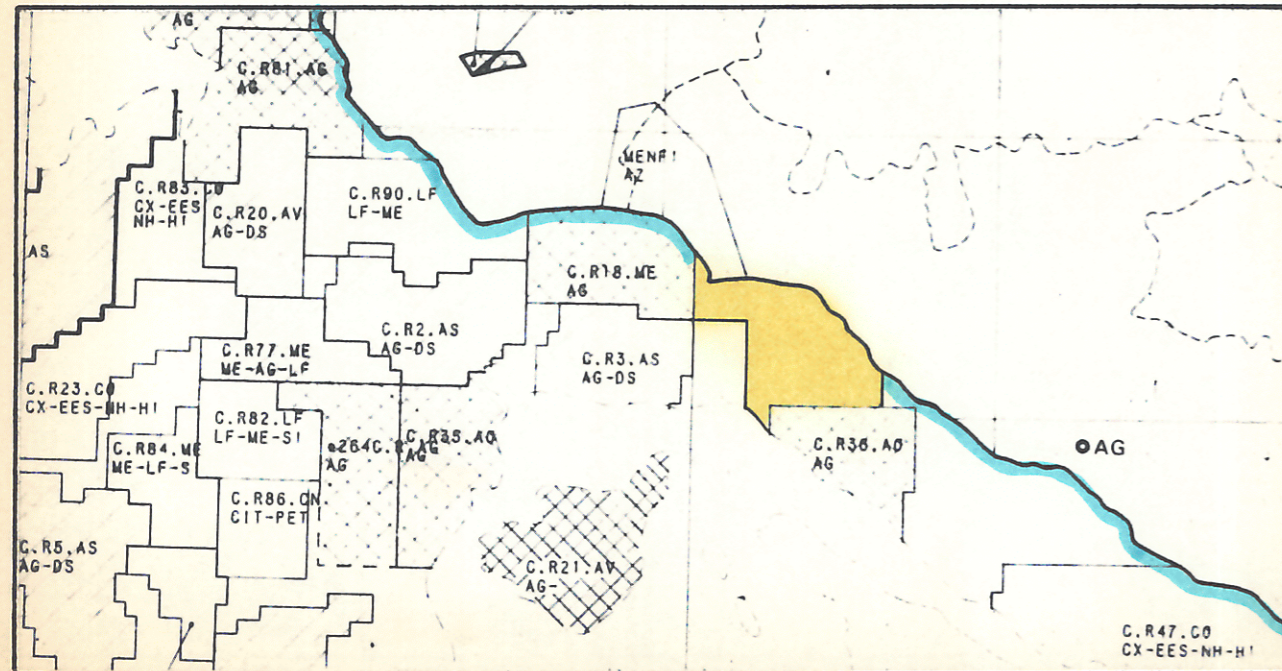 AG
C.R81.AG
AG
MENFI
AZ
C.R83.CO
CX-EES
NH-HI
C.R20.AV
AG-DS
C.R90.LF
LF-ME
AS
C.R18.ME
AG
C.R2.AS
AG-DS
C.R77.ME
ME-AG-LF
C.R3.AS
AG-DS
C.R23.CO
CX-EES-NH-HI
C.R82.LF
LF-ME-SI
C.R84.ME
ME-LF-S
AG
C.R35.AO
AG
C.R36.AO
AG
AG
C.R86.CN
CIT-PET
C.R5.AS
AG-DS
C.R21.AV
AG-
C.R47.CO
CX-EES-NH-HI